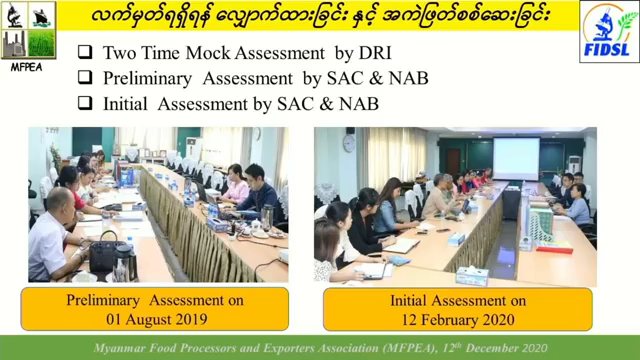 လက်မှတ်ရရှိရန် လျှောက်ထားခြင်း နှင့် အကဲဖြတ်စစ်ဆေးခြင်း
MFPEA
FIDSL
Two Time Mock Assessment by DRI
Preliminary Assessment by SAC & NAB
Initial Assessment by SAC & NAB
Preliminary Assessment on
01 August 2019
Initial Assessment on
12 February 2020
Myanmar Food Processors and Exporters Association (MFPEA), 12th December 2020